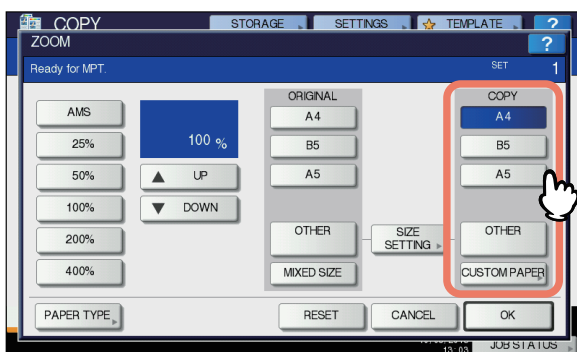 COPY STORAGE SETTINGS TEMPLATE ?
ZOOM ?
Ready for MPT. SET 1
ORIGINAL COPY
AMS A4 A4
100 %
25% B5 B5
50% UP A5 A5
100% DOWN
200% OTHER SIZE SETTING OTHER
400% MIXED SIZE CUSTOM PAPER
PAPER TYPE RESET CANCEL OK
13:03 JOB STATUS